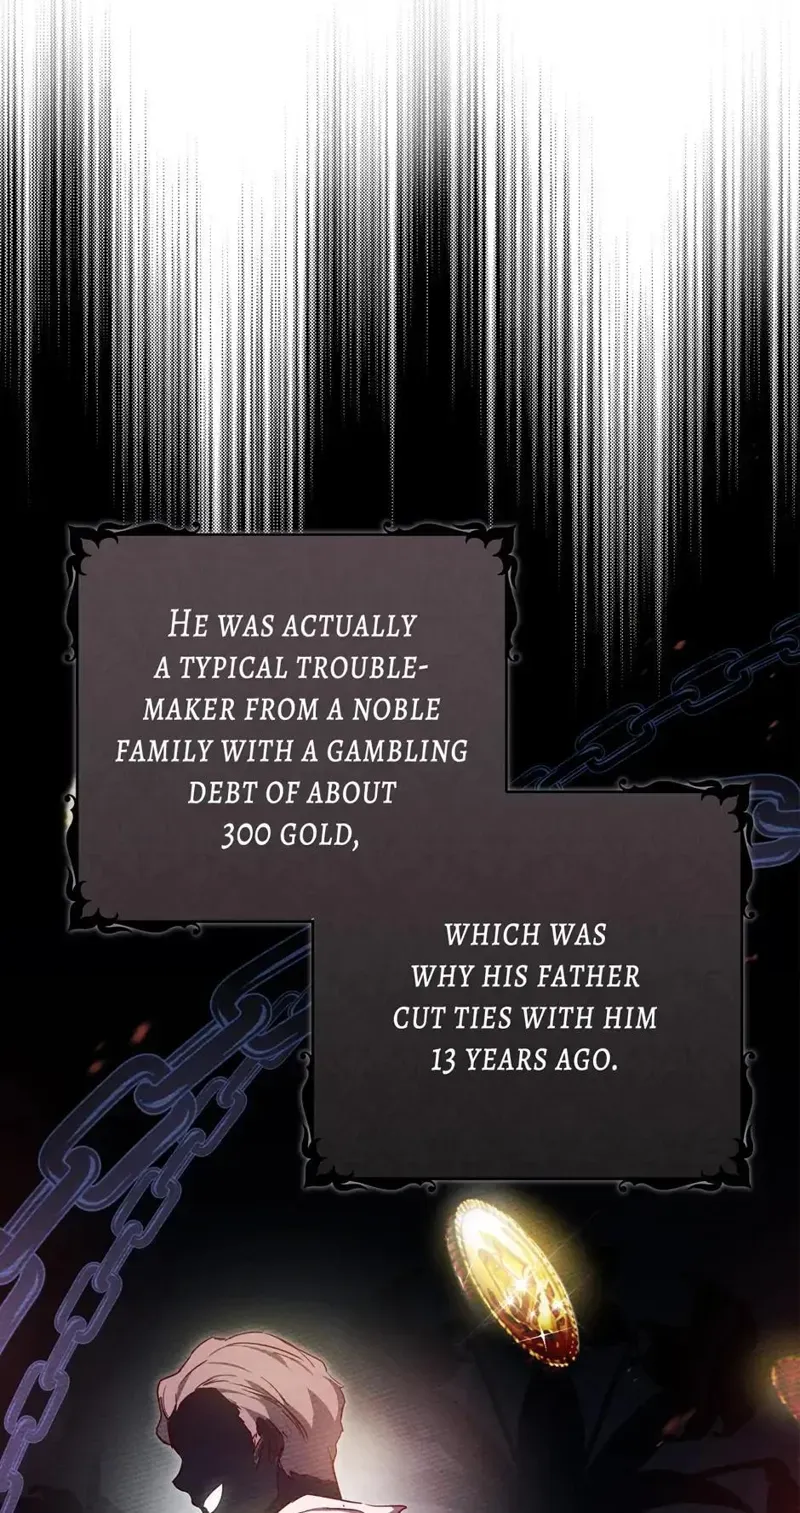 He was actually
a typical trouble-
maker from a noble
family with a gambling
debt of about
300 gold,
which was
why his father
cut ties with him
13 years ago.